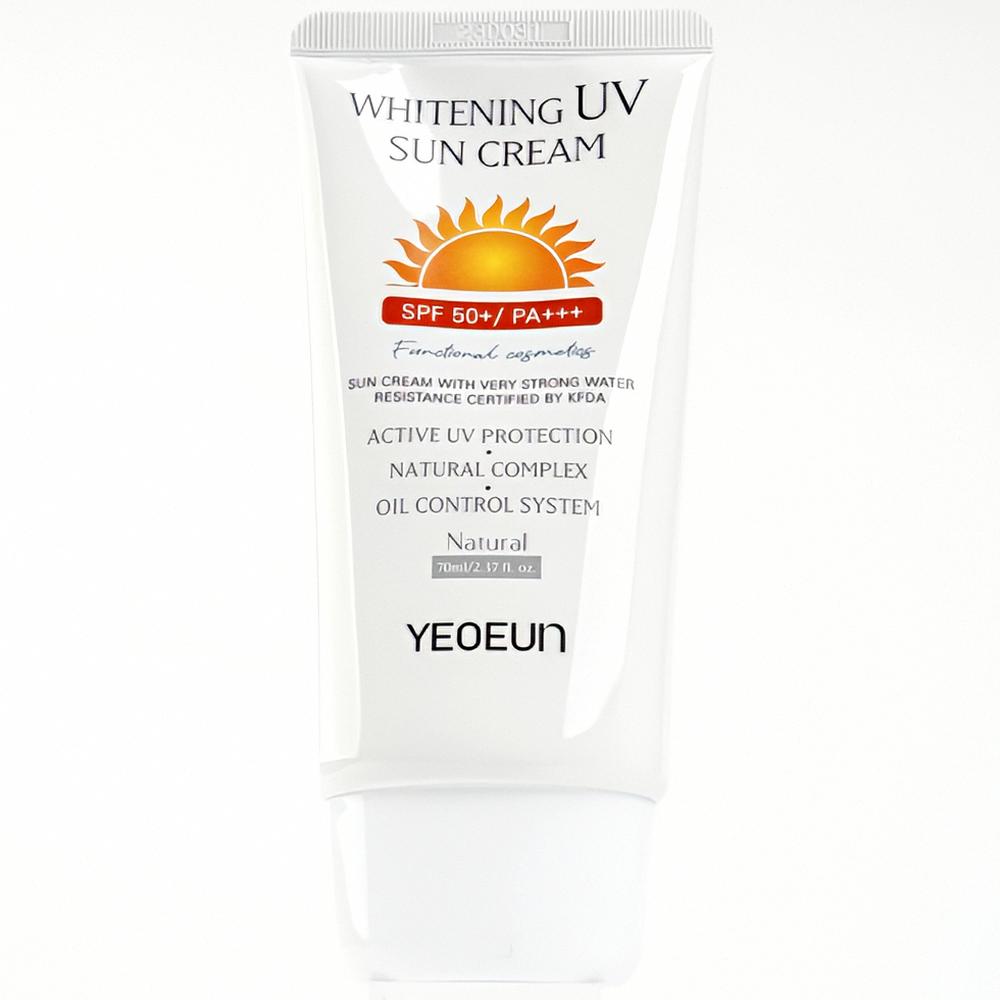 WHITENING UV
SUN CREAM
SPF 50+/ PA+++
Functional cosmetics
SUN CREAM WITH VERY STRONG WATER
RESISTANCE CERTIFIED BY KFDA
ACTIVE UV PROTECTION
•
NATURAL COMPLEX
•
OIL CONTROL SYSTEM
Natural
70ml/2.37 fl. oz.
YEOEUn